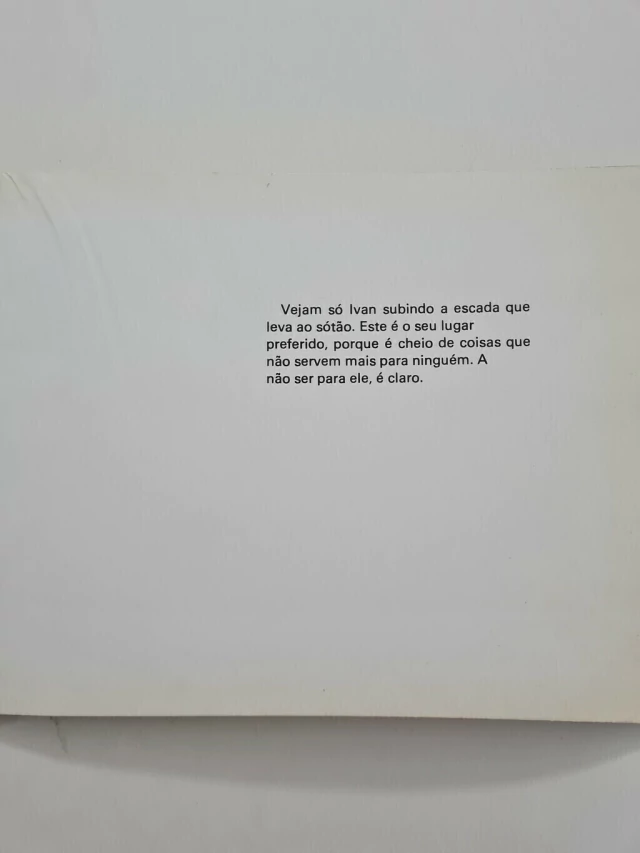 Vejam só Ivan subindo a escada que
leva ao sótão. Este é o seu lugar
preferido, porque é cheio de coisas que
não servem mais para ninguém. A
não ser para ele, é claro.